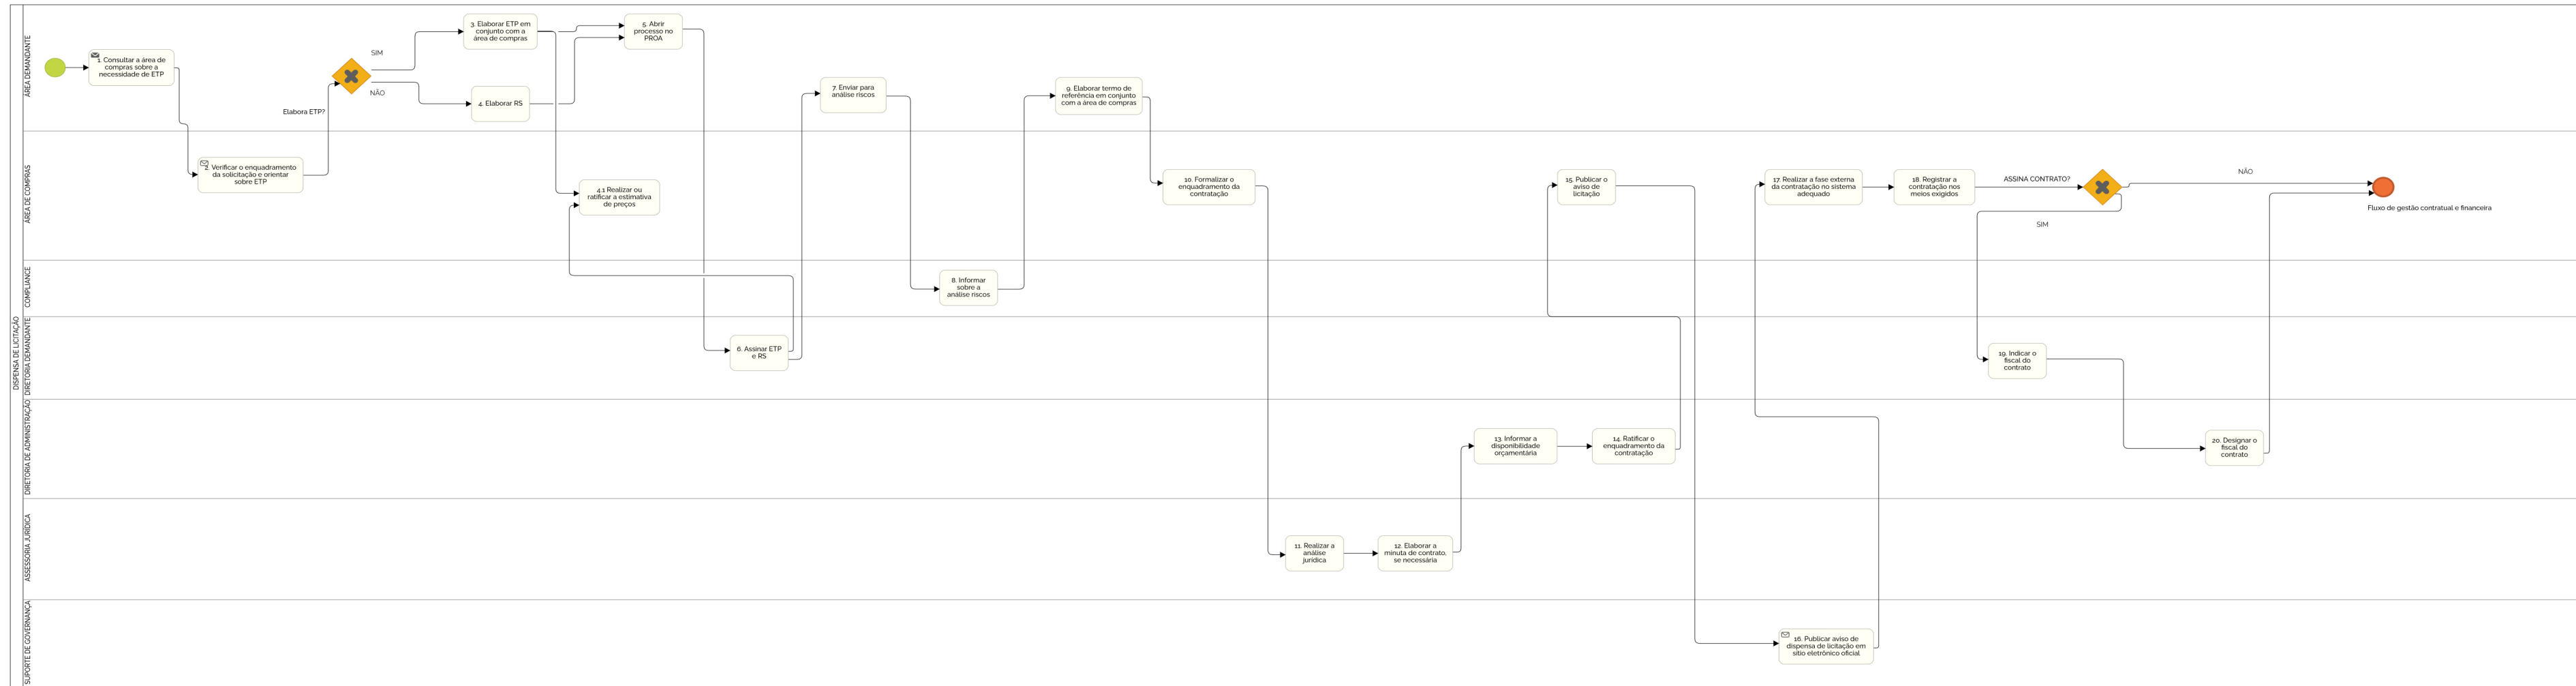 DISPENSA DE LICITAÇÃO
ÁREA DEMANDANTE
1. Consultar a área de
compras sobre a
necessidade de ETP
Elabora ETP?
SIM
NÃO
3. Elaborar ETP em
conjunto com a
área de compras
4. Elaborar RS
5. Abrir
processo no
PROA
7. Enviar para
análise riscos
9. Elaborar termo de
referência em conjunto
com a área de compras
ÁREA DE COMPRAS
2. Verificar o enquadramento
da solicitação e orientar
sobre ETP
4.1 Realizar ou
ratificar a estimativa
de preços
10. Formalizar o
enquadramento da
contratação
15. Publicar o
aviso de
licitação
17. Realizar a fase externa
da contratação no sistema
adequado
18. Registrar a
contratação nos
meios exigidos
ASSINA CONTRATO?
NÃO
SIM
Fluxo de gestão contratual e financeira
COMPLIANCE
8. Informar
sobre a
análise riscos
DIRETORIA DEMANDANTE
6. Assinar ETP
e RS
19. Indicar o
fiscal do
contrato
DIRETORIA DE ADMINISTRAÇÃO
13. Informar a
disponibilidade
orçamentária
14. Ratificar o
enquadramento da
contratação
20. Designar o
fiscal do
contrato
ASSESSORIA JURÍDICA
11. Realizar a
análise
jurídica
12. Elaborar a
minuta de contrato,
se necessária
SUPORTE DE GOVERNANÇA
16. Publicar aviso de
dispensa de licitação em
sítio eletrônico oficial